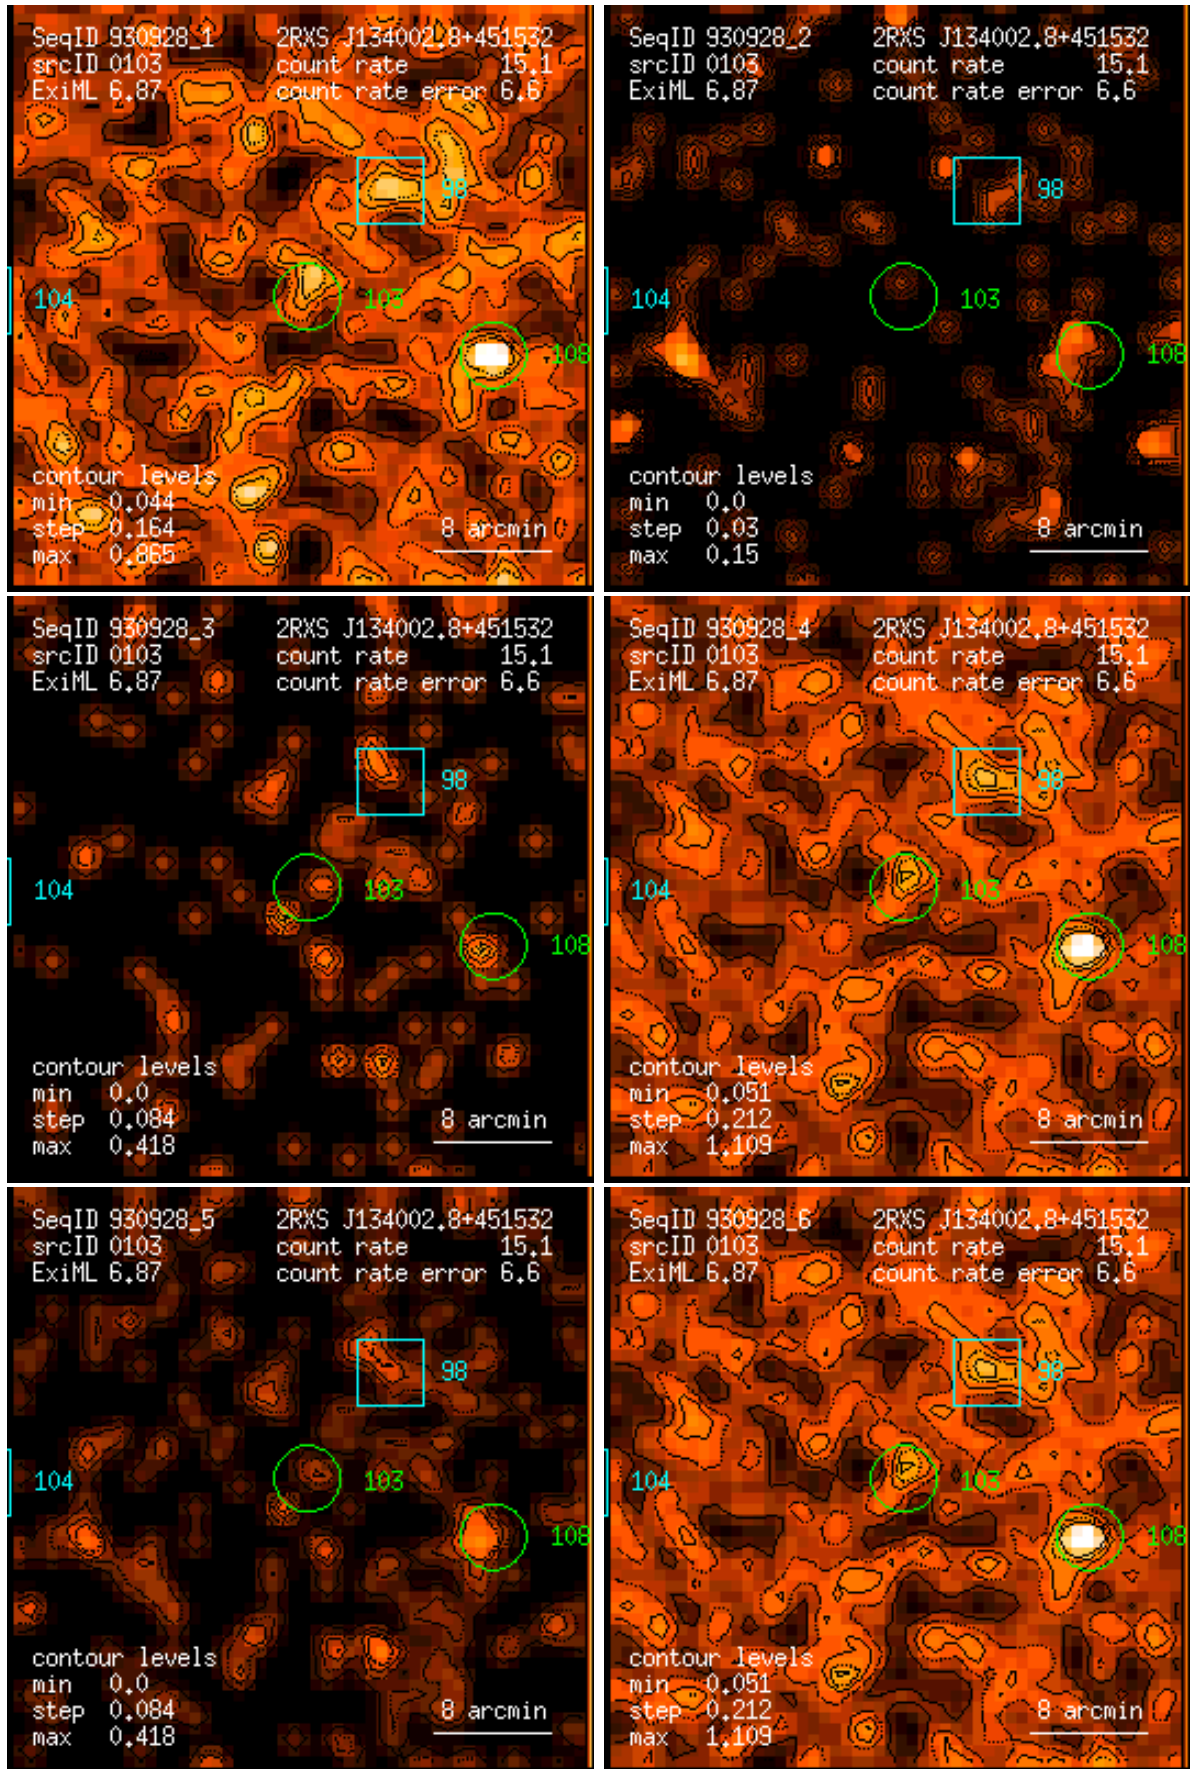 SeqID 930928_1 2RXS J134002.8+451532
srcID 0103 count rate 15.1
ExiML 6.87 count rate error 6.6
98
104 103
108
contour levels
min 0.044
step 0.164 8 arcmin
max 0.865
SeqID 930928_2 2RXS J134002.8+451532
srcID 0103 count rate 15.1
ExiML 6.87 count rate error 6.6
98
104 103
108
contour levels
min 0.0
step 0.03 8 arcmin
max 0.15
SeqID 930928_3 2RXS J134002.8+451532
srcID 0103 count rate 15.1
ExiML 6.87 count rate error 6.6
98
104 103
108
contour levels
min 0.0
step 0.084 8 arcmin
max 0.418
SeqID 930928_4 2RXS J134002.8+451532
srcID 0103 count rate 15.1
ExiML 6.87 count rate error 6.6
98
104 103
108
contour levels
min 0.051
step 0.212 8 arcmin
max 1.109
SeqID 930928_5 2RXS J134002.8+451532
srcID 0103 count rate 15.1
ExiML 6.87 count rate error 6.6
98
104 103
108
contour levels
min 0.0
step 0.084 8 arcmin
max 0.418
SeqID 930928_6 2RXS J134002.8+451532
srcID 0103 count rate 15.1
ExiML 6.87 count rate error 6.6
98
104 103
108
contour levels
min 0.051
step 0.212 8 arcmin
max 1.109